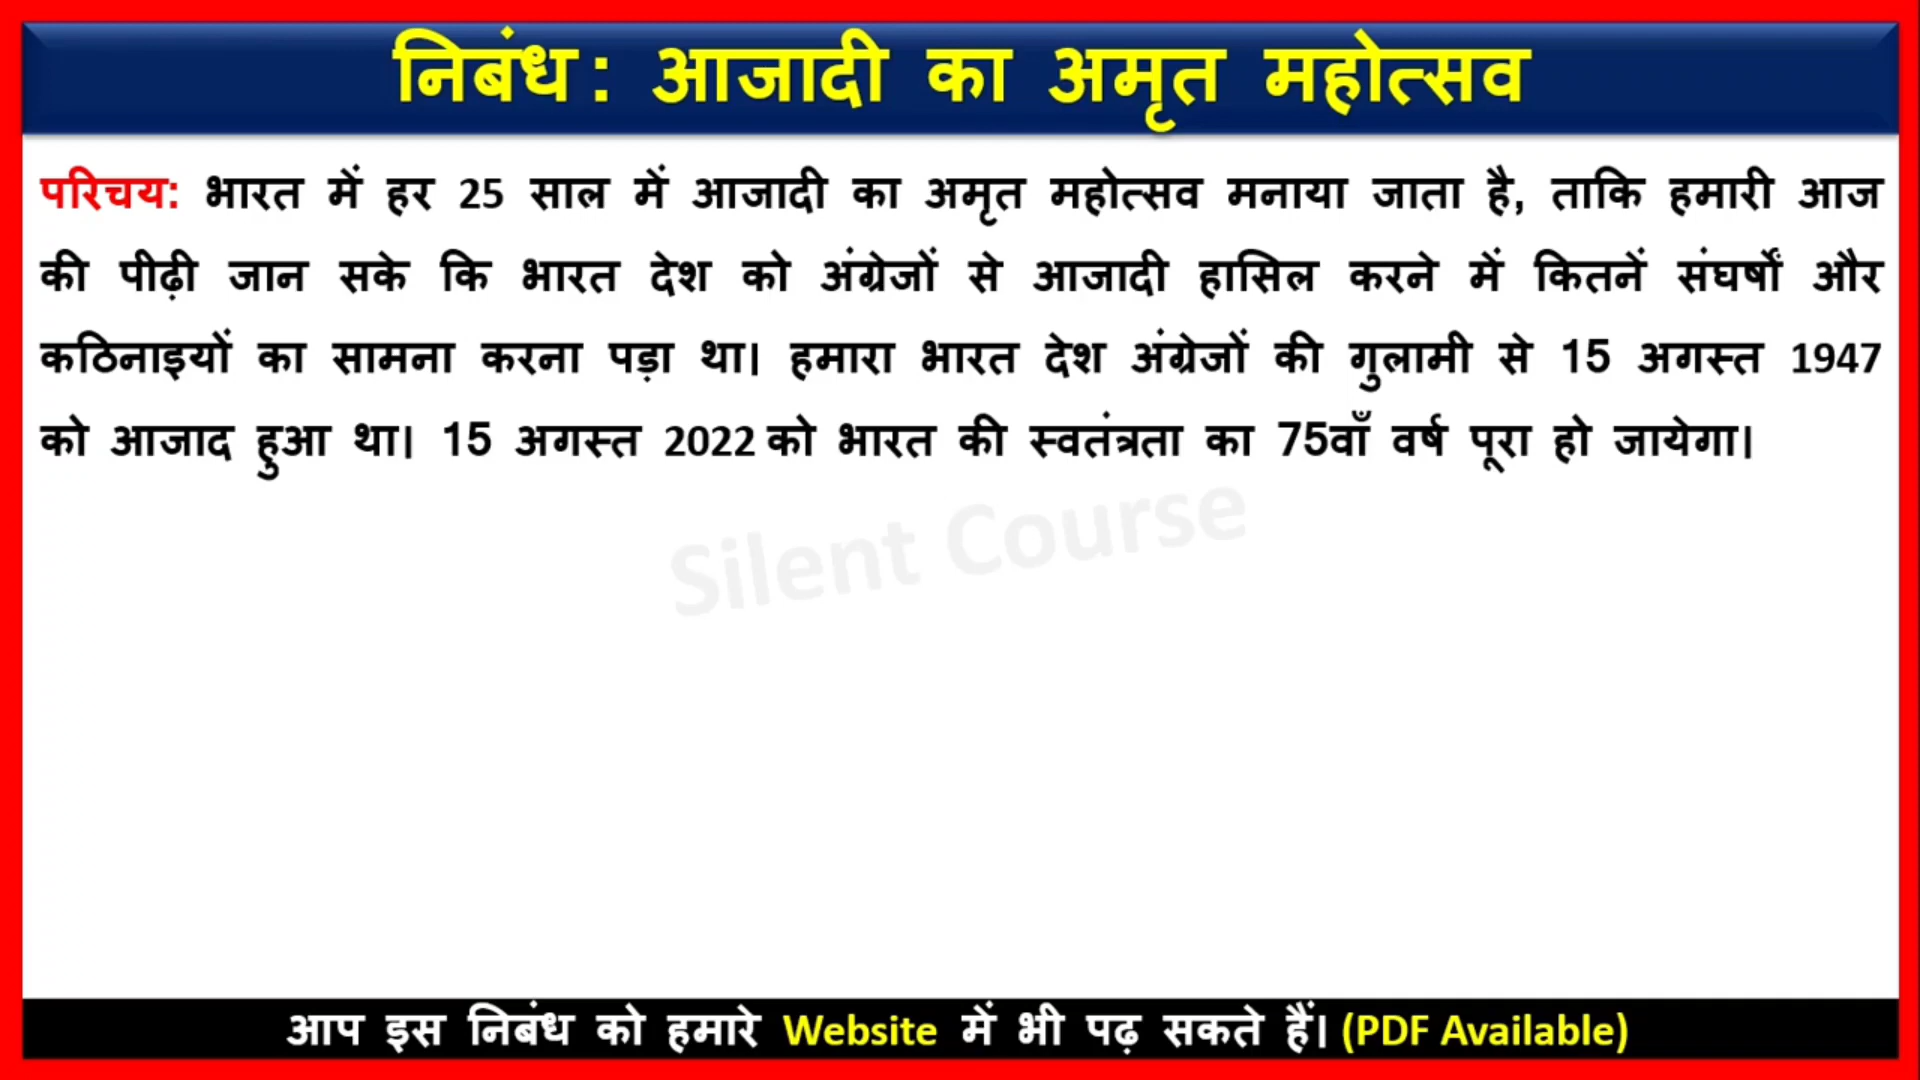 निबंध: आजादी का अमृत महोत्सव
परिचय: भारत में हर 25 साल में आजादी का अमृत महोत्सव मनाया जाता है, ताकि हमारी आज
की पीढ़ी जान सके कि भारत देश को अंग्रेजों से आजादी हासिल करने में कितनें संघर्षों और
कठिनाइयों का सामना करना पड़ा था। हमारा भारत देश अंग्रेजों की गुलामी से 15 अगस्त 1947
को आजाद हुआ था। 15 अगस्त 2022 को भारत की स्वतंत्रता का 75वाँ वर्ष पूरा हो जायेगा।
Silent Course
आप इस निबंध को हमारे Website में भी पढ़ सकते हैं। (PDF Available)